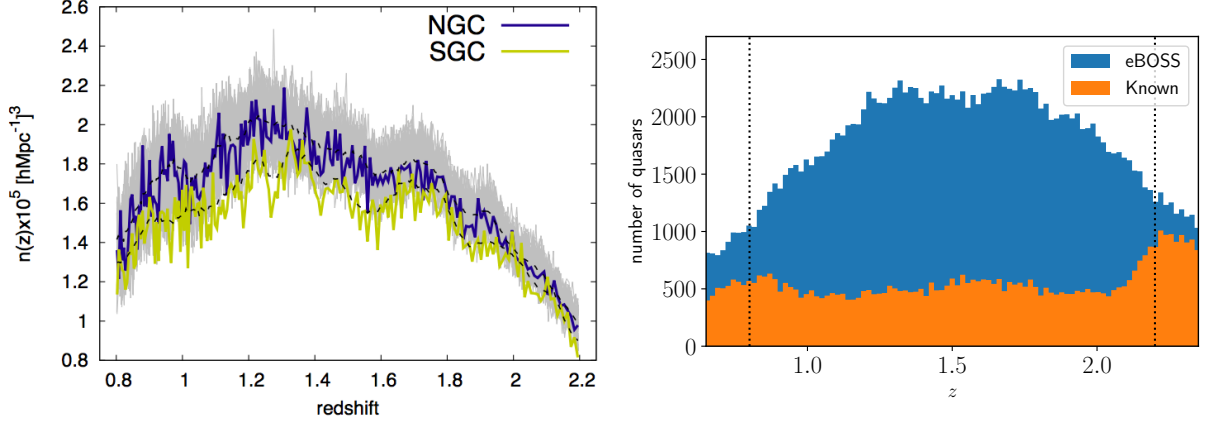 2.6
2.4
2.2
2
1.8
1.6
1.4
1.2
1
0.8
n(z)x10⁵ [hMpc⁻¹]³
NGC
SGC
0.8 1 1.2 1.4 1.6 1.8 2 2.2
redshift
2500
2000
1500
1000
500
0
number of quasars
eBOSS
Known
1.0 1.5 2.0
z